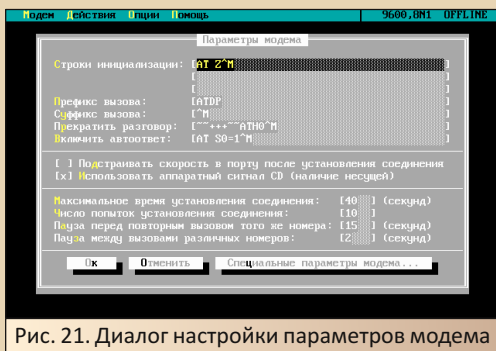 Модем Действия Опции Помощь 9600,8N1 OFFLINE
Параметры модема
Строки инициализации: [AT Z^M ]
[ ]
[ ]
Префикс вызова: [ATDP ]
Суффикс вызова: [^M ]
Прекратить разговор: [~~+++~~ATH0^M ]
Включить автоответ: [AT S0=1^M ]
[ ] Подстраивать скорость в порту после установления соединения
[x] Использовать аппаратный сигнал CD (наличие несущей)
Максимальное время установления соединения: [40 ] (секунд)
Число попыток установления соединения: [10 ]
Пауза перед повторным вызовом того же номера: [15 ] (секунд)
Пауза между вызовами различных номеров: [2 ] (секунд)
Ок Отменить Специальные параметры модема...
Рис. 21. Диалог настройки параметров модема